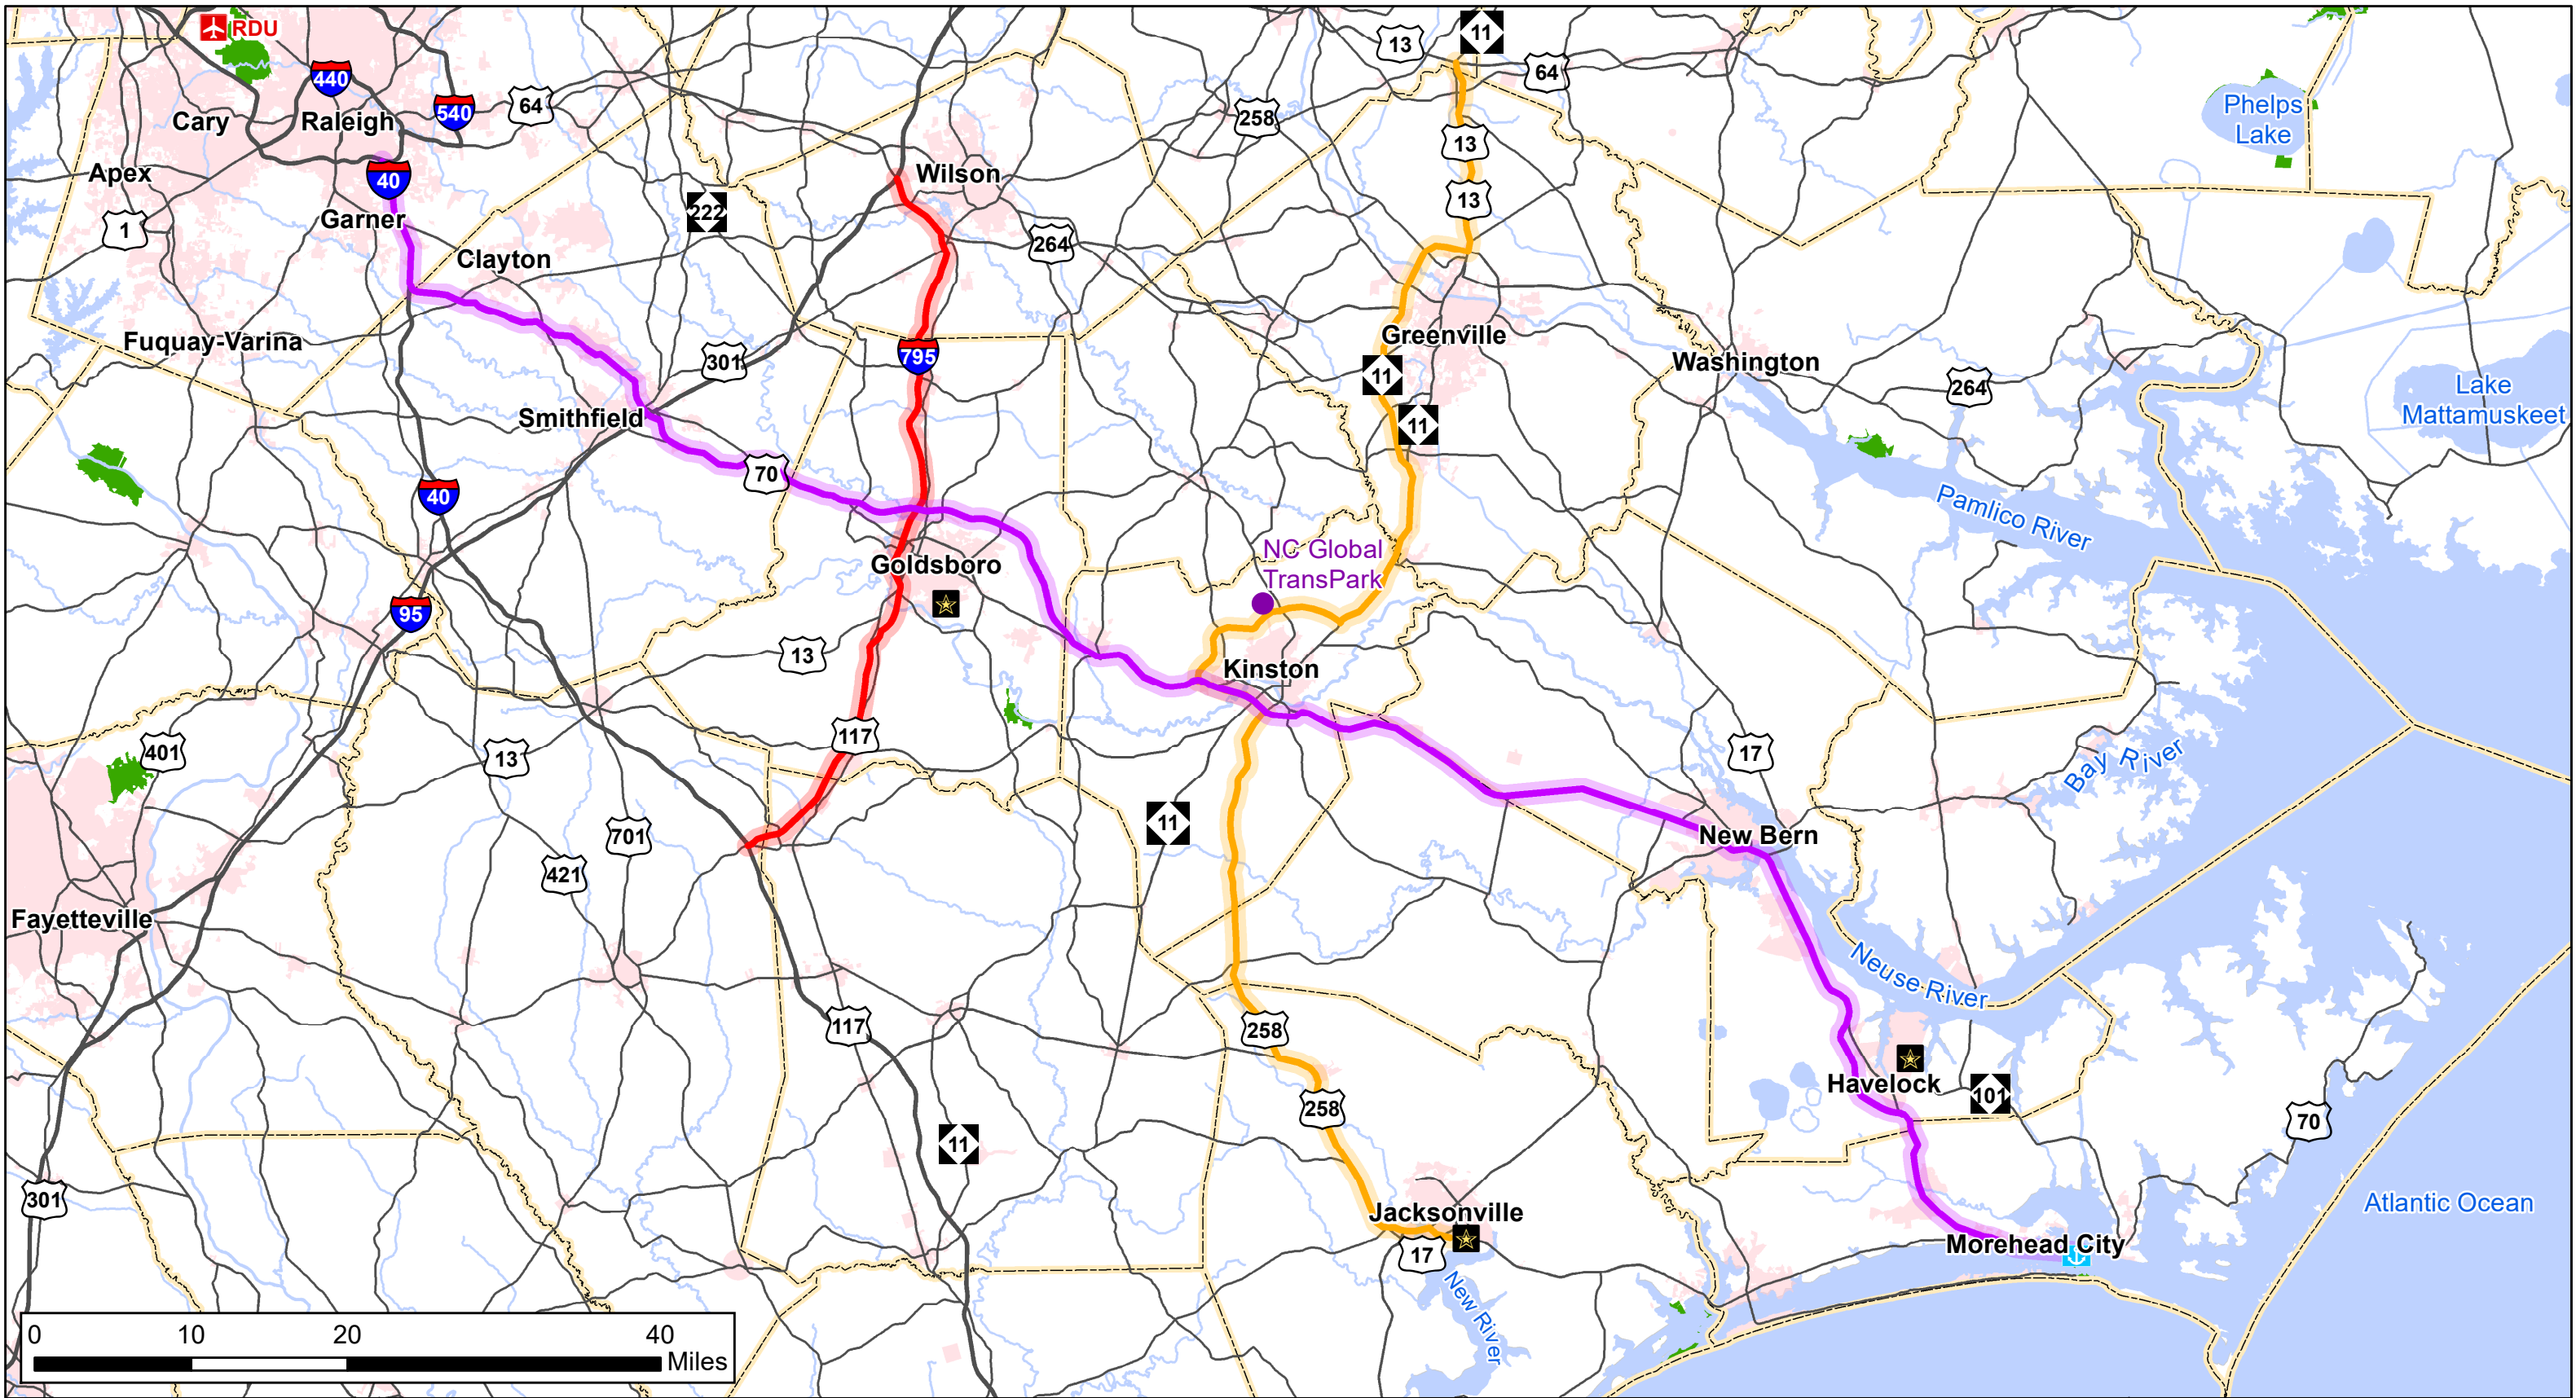 RDU
13
11
440
64
64
540
258
Phelps
Lake
Cary
Raleigh
13
Apex
40
Wilson
13
222
Garner
1
264
Clayton
Greenville
Fuquay-Varina
301
795
Washington
11
264
Lake
Mattamuskeet
Smithfield
11
70
40
Pamlico River
NC Global
TransPark
Goldsboro
95
13
Kinston
117
401
13
17
Bay River
11
701
New Bern
421
Fayetteville
Neuse River
117
258
Havelock
101
258
70
11
301
Jacksonville
Atlantic Ocean
17
Morehead City
New River
0
10
20
40
Miles